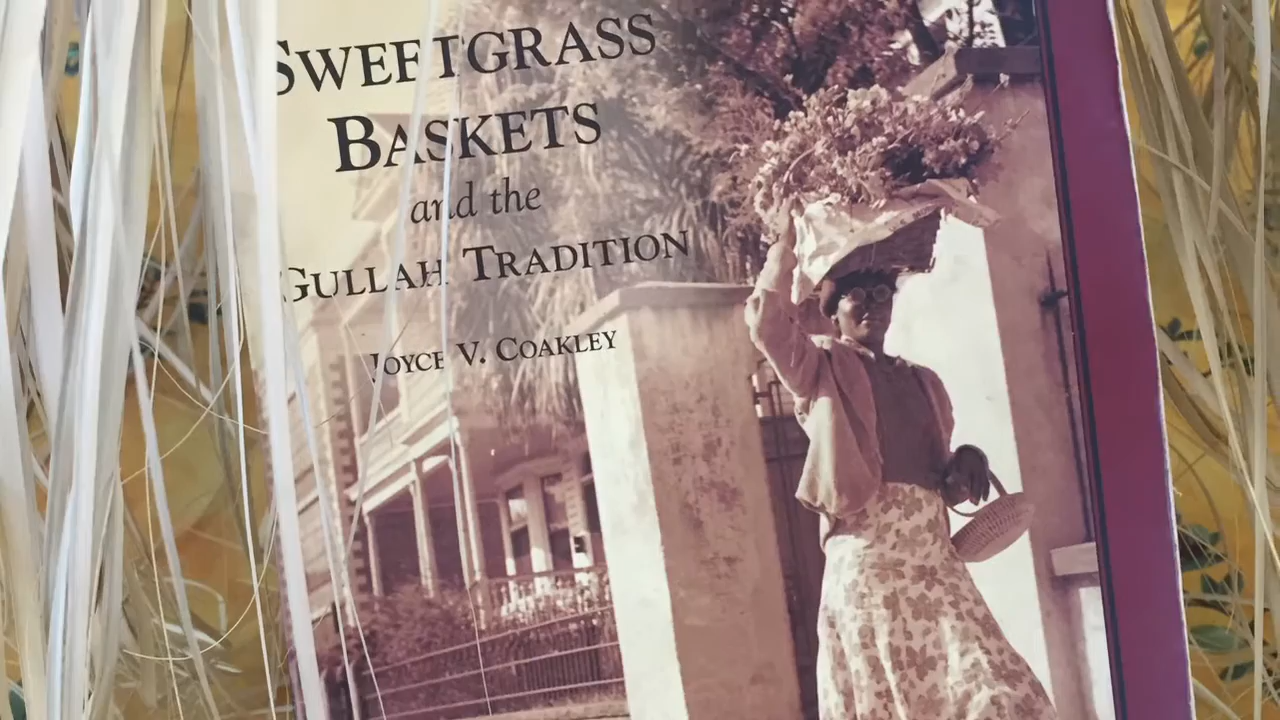 SWEETGRASS
BASKETS
and the
GULLAH TRADITION
JOYCE V. COAKLEY